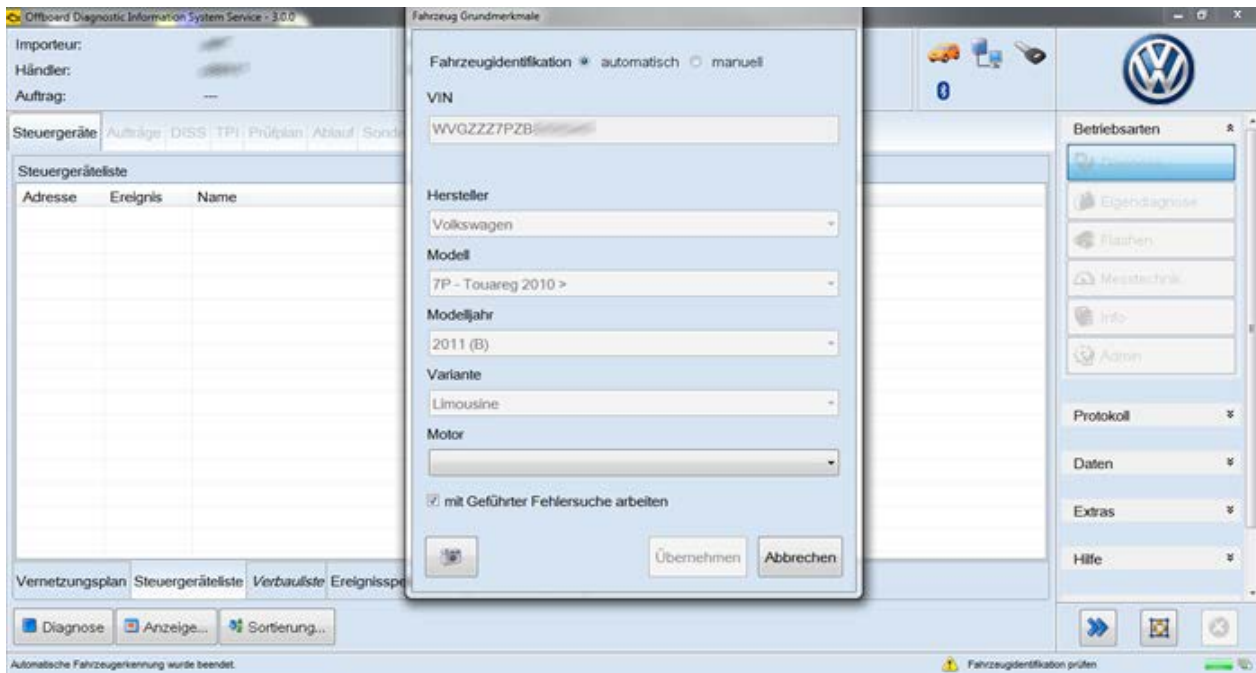 Offboard Diagnostic Information System Service - 3.0.0
Importeur:
Händler:
Auftrag: ---
Steuergeräte Aufträge DISS TPI Prüfplan Ablauf Sonde
Steuergeräteliste
Adresse Ereignis Name
Vernetzungsplan Steuergeräteliste Verbauliste Ereignisspe
Diagnose Anzeige... Sortierung...
Automatische Fahrzeugerkennung wurde beendet.
Fahrzeug Grundmerkmale
Fahrzeugidentifikation automatisch manuell
VIN
WVGZZZ7PZB
Hersteller
Volkswagen
Modell
7P - Touareg 2010 >
Modelljahr
2011 (B)
Variante
Limousine
Motor
mit Geführter Fehlersuche arbeiten
Übernehmen Abbrechen
Betriebsarten
Diagnose
Eigendiagnose
Flashen
Messtechnik
Info
Admin
Protokoll
Daten
Extras
Hilfe
Fahrzeugidentifikation prüfen